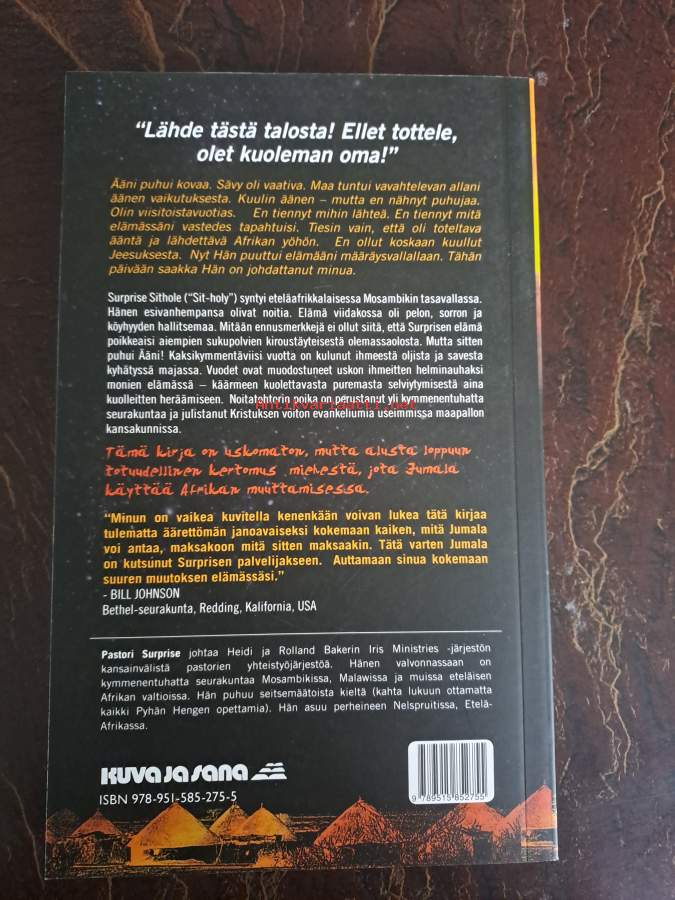 “Lähde tästä talosta! Ellet tottele,
olet kuoleman oma!”
Ääni puhui kovaa. Sävy oli vaativa. Maa tuntui vavahtelevan allani
äänen vaikutuksesta. Kuulin äänen – mutta en nähnyt puhujaa.
Olin viisitoistavuotias. En tiennyt mihin lähteä. En tiennyt mitä
elämässäni vastedes tapahtuisi. Tiesin vain, että oli toteltava
ääntä ja lähdettävä Afrikan yöhön. En ollut koskaan kuullut
Jeesuksesta. Nyt Hän puuttui elämääni määräysvallallaan. Tähän
päivään saakka Hän on johdattanut minua.
Surprise Sithole (“Sit-holy”) syntyi eteläafrikkalaisessa Mosambikin tasavallassa.
Hänen esivanhempansa olivat noitia. Elämä viidakossa oli pelon, sorron ja
köyhyyden hallitsemaa. Mitään ennusmerkkejä ei ollut siitä, että Surprisen elämä
poikkeaisi aiempien sukupolvien kiroustäyteisestä olemassaolosta. Mutta sitten
puhui Ääni! Kaksikymmentäviisi vuotta on kulunut ihmeestä oljista ja savesta
kyhätyssä majassa. Vuodet ovat muodostuneet uskon ihmeitten helminauhaksi
monien elämässä – käärmeen kuolettavasta puremasta selviytymisestä aina
kuolleitten heräämiseen. Noitatohtorin poika on perustanut yli kymmenentuhatta
seurakuntaa ja julistanut Kristuksen voiton evankeliumia useimmissa maapallon
kansakunnissa.
Antikvariaatti.net
Tämä kirja on uskomaton, mutta alusta loppuun
totuudellinen kertomus miehestä, jota Jumala
käyttää Afrikan muuttamisessa.
“Minun on vaikea kuvitella kenenkään voivan lukea tätä kirjaa
tulematta äärettömän janoavaiseksi kokemaan kaiken, mitä Jumala
voi antaa, maksakoon mitä sitten maksaakin. Tätä varten Jumala
on kutsunut Surprisen palvelijakseen. Auttamaan sinua kokemaan
suuren muutoksen elämässäsi.”
- BILL JOHNSON
Bethel-seurakunta, Redding, Kalifornia, USA
Pastori Surprise johtaa Heidi ja Rolland Bakerin Iris Ministries -järjestön
kansainvälistä pastorien yhteistyöjärjestöä. Hänen valvonnassaan on
kymmenentuhatta seurakuntaa Mosambikissa, Malawissa ja muissa eteläisen
Afrikan valtioissa. Hän puhuu seitsemäätoista kieltä (kahta lukuun ottamatta
kaikki Pyhän Hengen opettamia). Hän asuu perheineen Nelspruitissa, Etelä-
Afrikassa.
KUVA JA SANA
ISBN 978-951-585-275-5
9 789515 852755